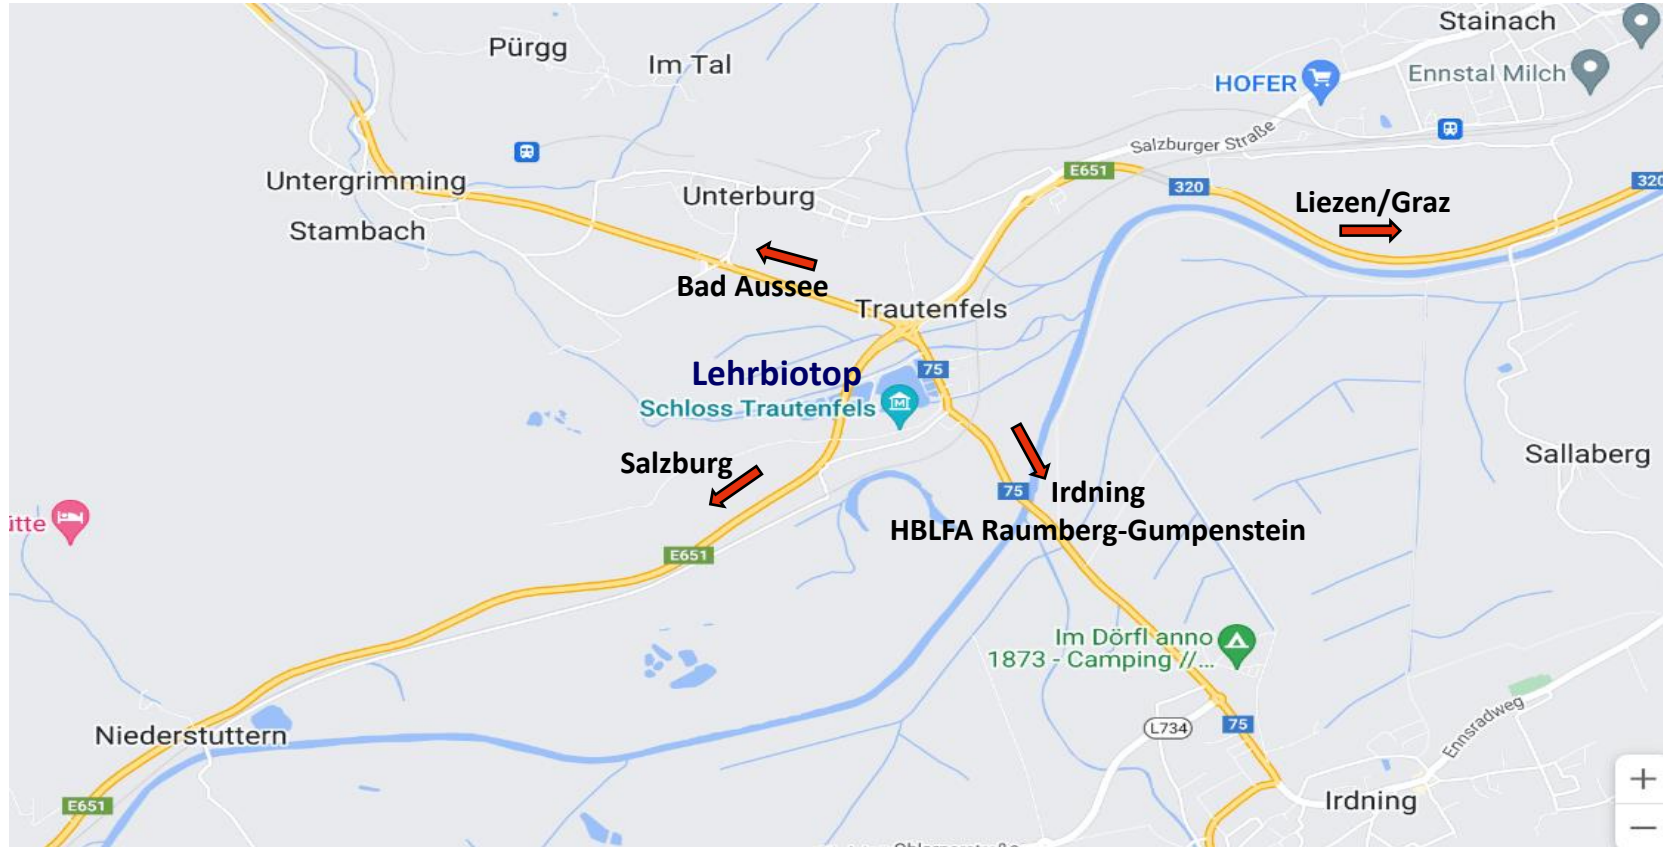 Stainach
Pürgg
Im Tal
HOFER
Ennstal Milch
Salzburger Straße
E651
320
320
Untergrimming
Unterburg
Liezen/Graz
Stambach
Bad Aussee
Trautenfels
Lehrbiotop
75
Schloss Trautenfels
Salzburg
Sallaberg
75
Irdning
itte
HBLFA Raumberg-Gumpenstein
E651
Im Dörfl anno
1873 - Camping //...
Niederstuttern
L734
75
Ennsradweg
E651
Irdning
+
−